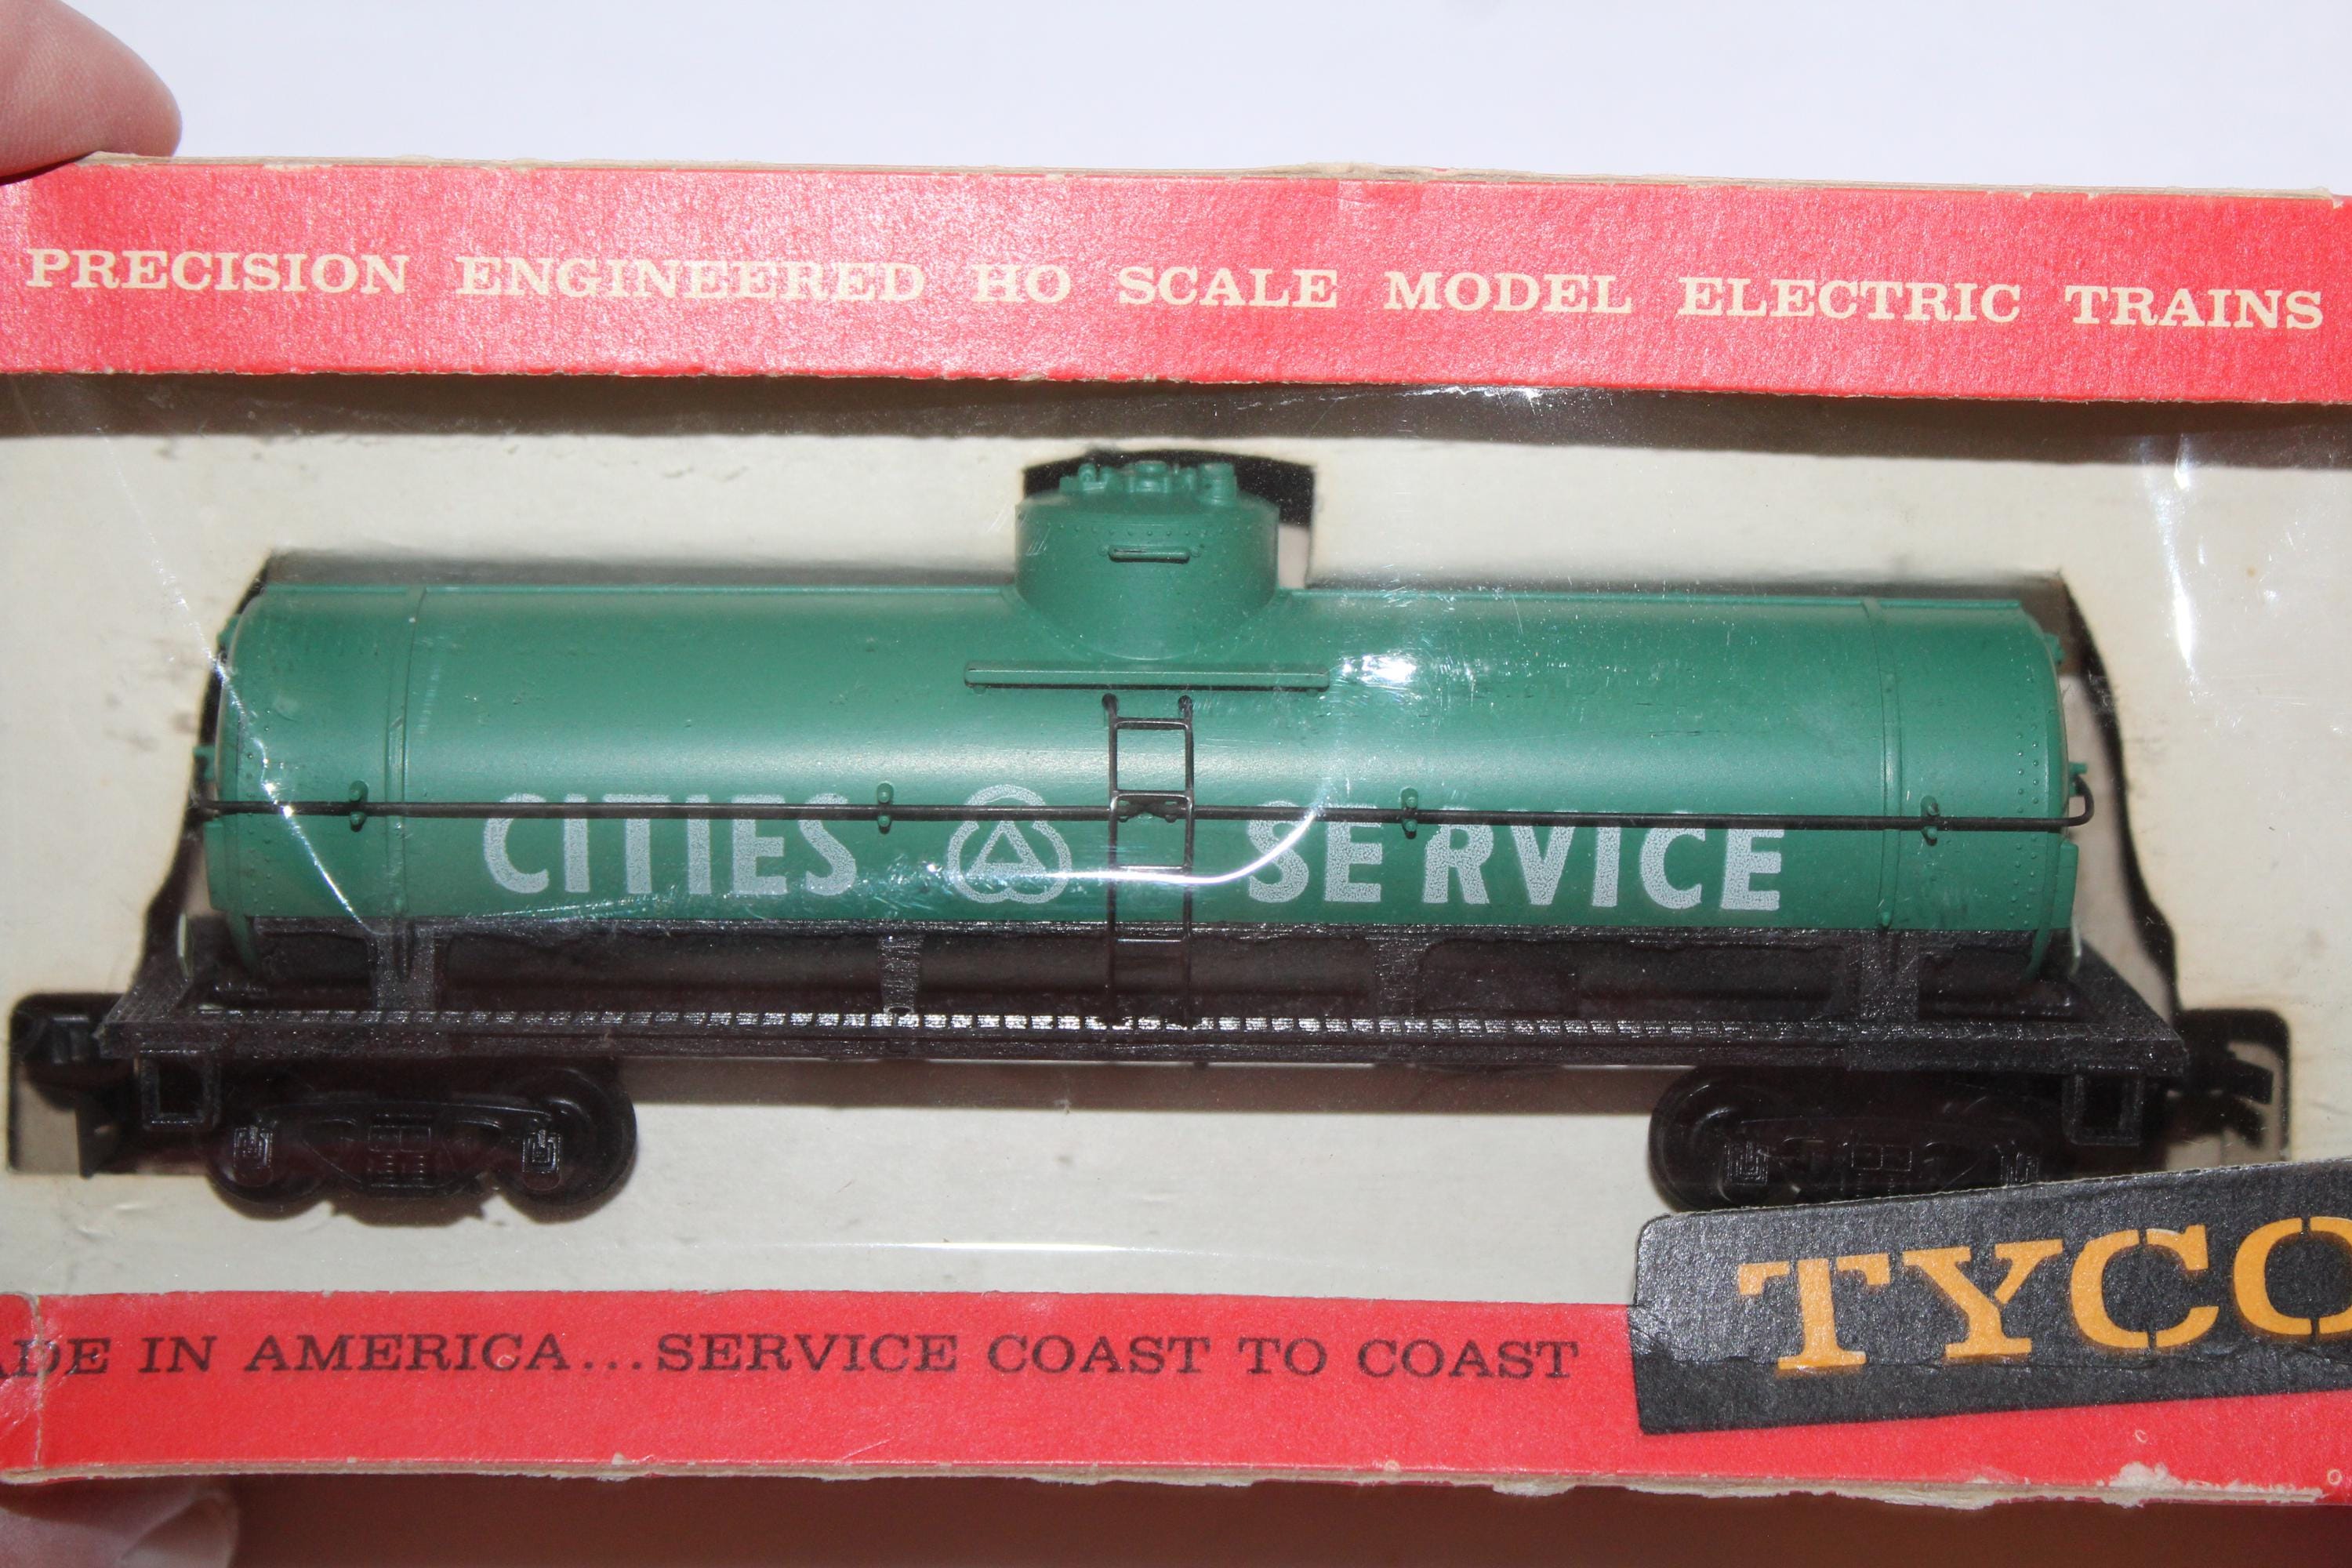 PRECISION ENGINEERED HO SCALE MODEL ELECTRIC TRAINS
CITIES SERVICE
TYCO
ADE IN AMERICA...SERVICE COAST TO COAST